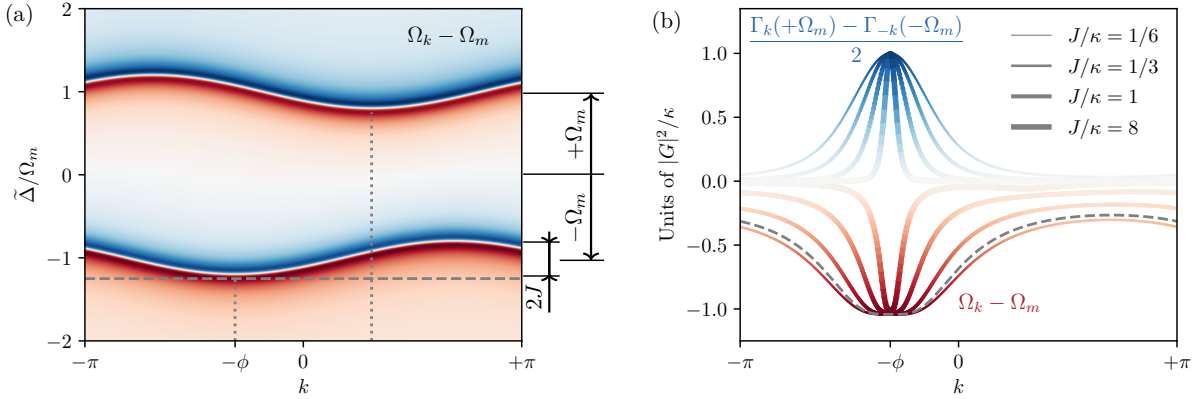 (a)
2
1
0
−1
−2
Δ̃/Ω_m
Ω_k − Ω_m
+Ω_m
−Ω_m
2J
−π
−ϕ
0
+π
k
(b)
Γ_k(+Ω_m) − Γ_{−k}(−Ω_m)
2
J/κ = 1/6
J/κ = 1/3
J/κ = 1
J/κ = 8
1.0
0.5
0.0
−0.5
−1.0
Units of |G|²/κ
Ω_k − Ω_m
−π
−ϕ
0
+π
k